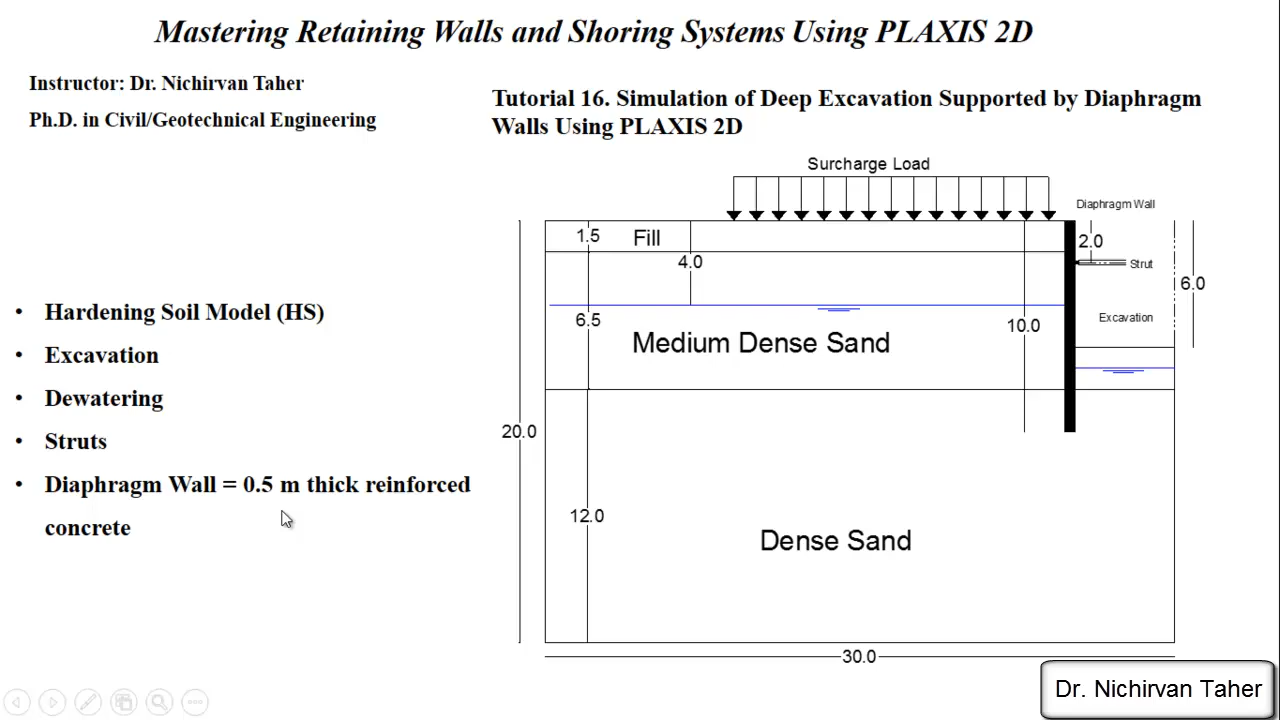 Mastering Retaining Walls and Shoring Systems Using PLAXIS 2D
Instructor: Dr. Nichirvan Taher
Ph.D. in Civil/Geotechnical Engineering
Tutorial 16. Simulation of Deep Excavation Supported by Diaphragm
Walls Using PLAXIS 2D
• Hardening Soil Model (HS)
• Excavation
• Dewatering
• Struts
• Diaphragm Wall = 0.5 m thick reinforced
concrete
Surcharge Load
Diaphragm Wall
1.5
Fill
2.0
4.0
Strut
6.0
6.5
Excavation
10.0
Medium Dense Sand
20.0
12.0
Dense Sand
30.0
Dr. Nichirvan Taher